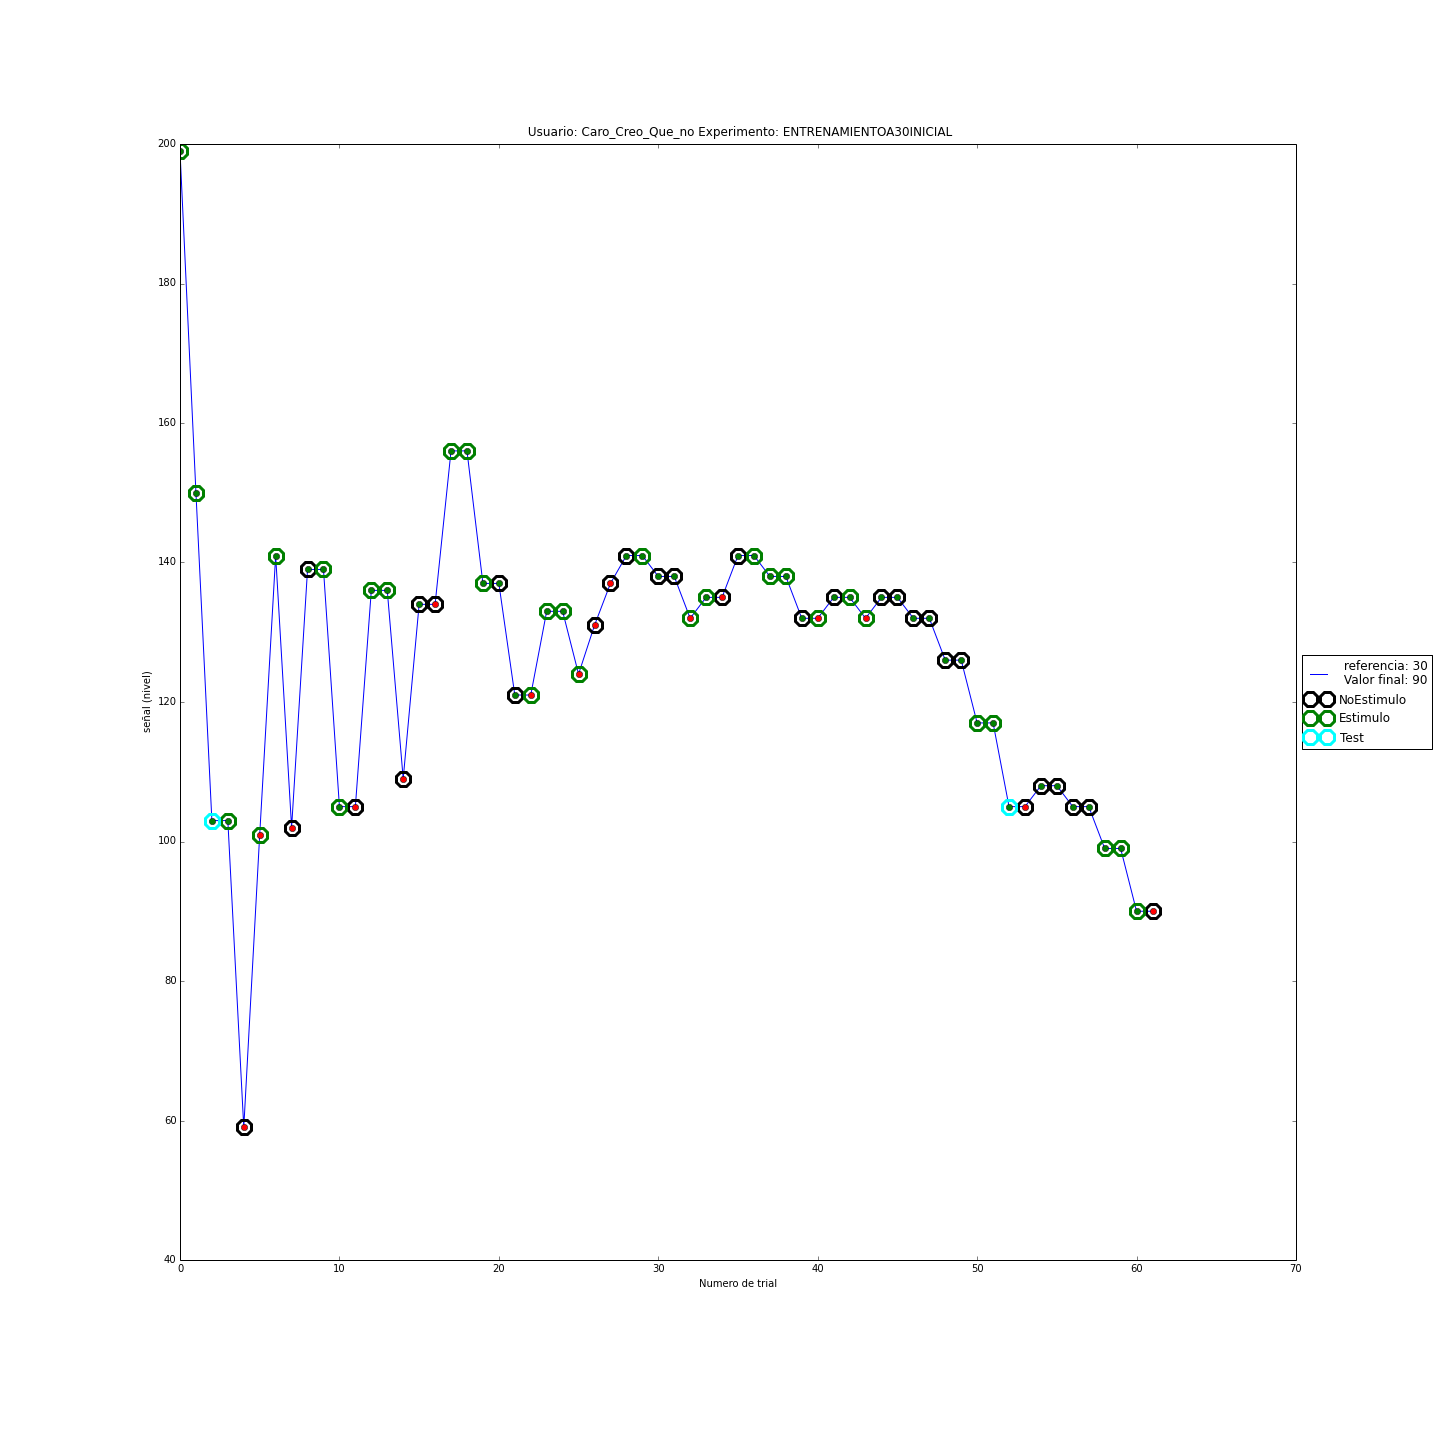 Usuario: Caro_Creo_Que_no Experimento: ENTRENAMIENTOA30INICIAL
200
180
160
140
120
100
80
60
40
señal (nivel)
0 10 20 30 40 50 60 70
Numero de trial
referencia: 30
Valor final: 90
NoEstimulo
Estimulo
Test